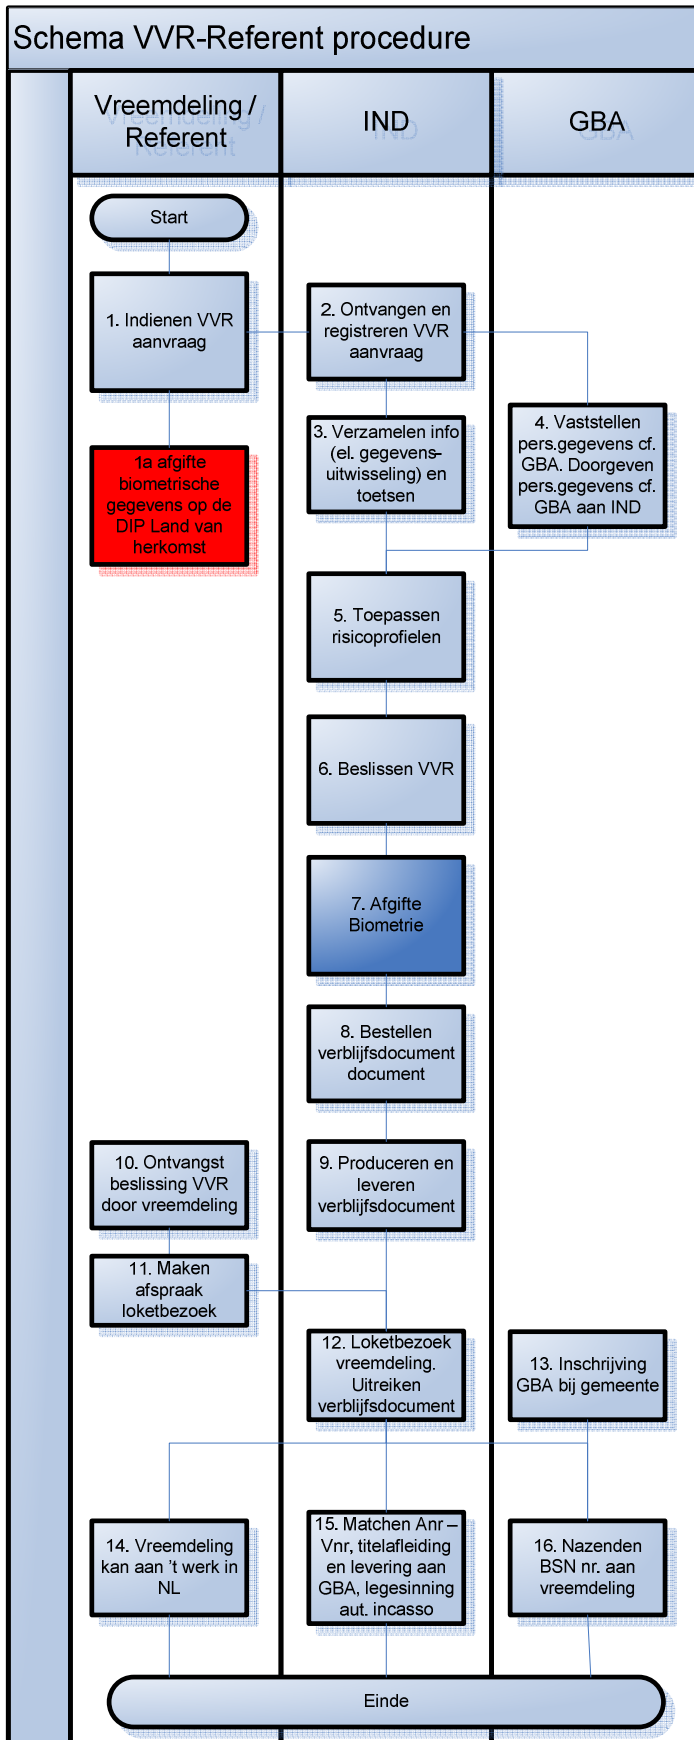 Schema VVR-Referent procedure
Vreemdeling /
Referent
IND
GBA
Start
1. Indienen VVR
aanvraag
2. Ontvangen en
registreren VVR
aanvraag
3. Verzamelen info
(el. gegevens-
uitwisseling) en
toetsen
4. Vaststellen
pers.gegevens cf.
GBA. Doorgeven
pers.gegevens cf.
GBA aan IND
1a afgifte
biometrische
gegevens op de
DIP Land van
herkomst
5. Toepassen
risicoprofielen
6. Beslissen VVR
7. Afgifte
Biometrie
8. Bestellen
verblijfsdocument
document
9. Produceren en
leveren
verblijfsdocument
10. Ontvangst
beslissing VVR
door vreemdeling
11. Maken
afspraak
loketbezoek
12. Loketbezoek
vreemdeling.
Uitreiken
verblijfsdocument
13. Inschrijving
GBA bij gemeente
14. Vreemdeling
kan aan ’t werk in
NL
15. Matchen Anr –
Vnr, titelafleiding
en levering aan
GBA, legesinning
aut. incasso
16. Nazenden
BSN nr. aan
vreemdeling
Einde